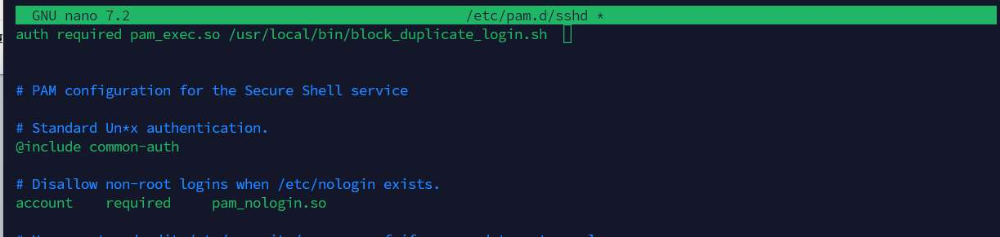 GNU nano 7.2 /etc/pam.d/sshd *
auth required pam_exec.so /usr/local/bin/block_duplicate_login.sh
# PAM configuration for the Secure Shell service
# Standard Un*x authentication.
@include common-auth
# Disallow non-root logins when /etc/nologin exists.
account required pam_nologin.so